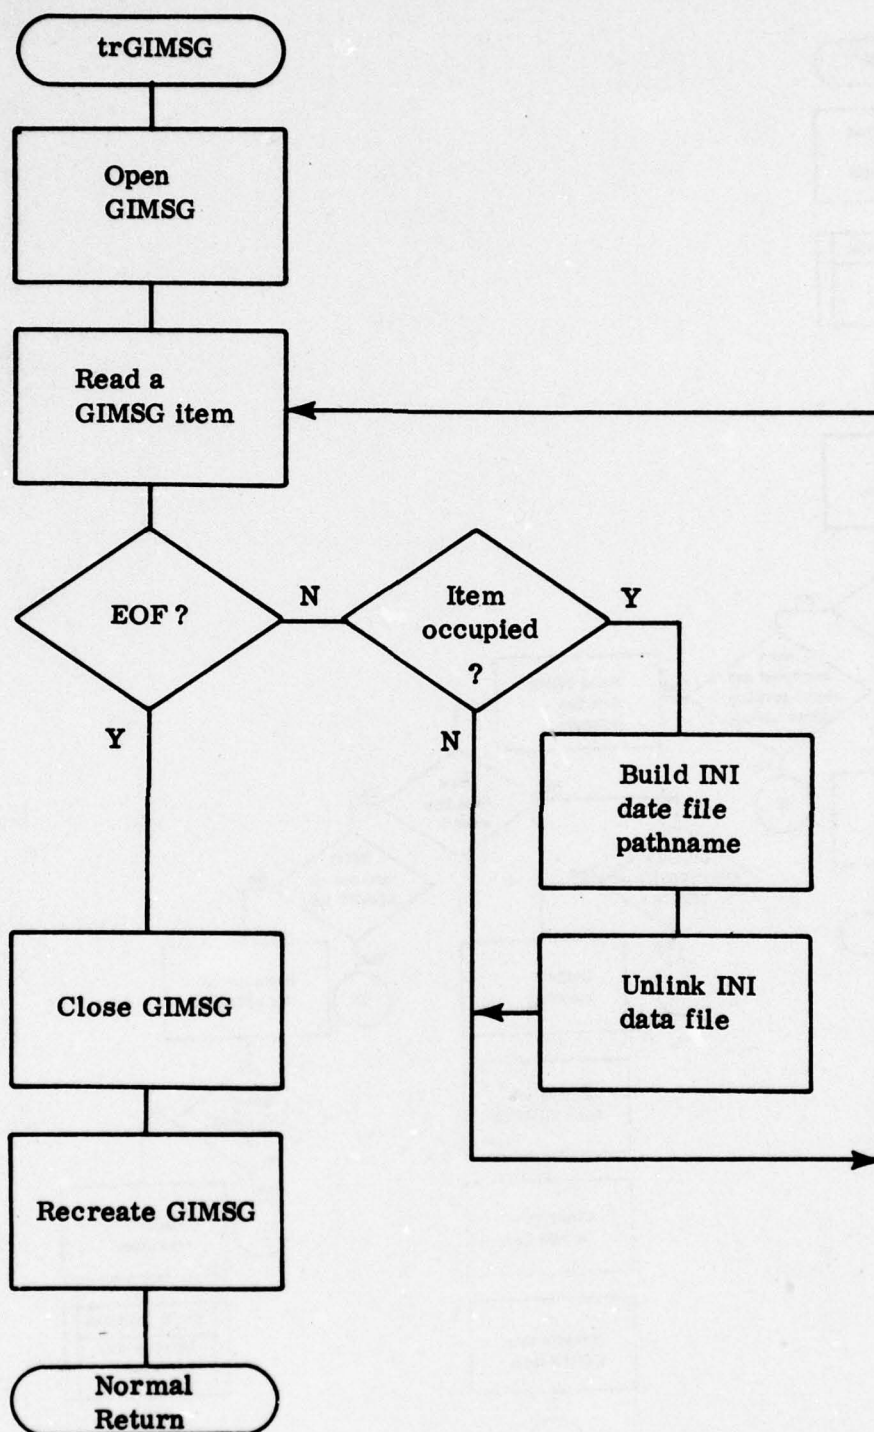 trGIMSG
Open
GIMSG
Read a
GIMSG item
EOF ?
N
Item
occupied
?
Y
Y
N
Build INI
date file
pathname
Unlink INI
data file
Close GIMSG
Recreate GIMSG
Normal
Return